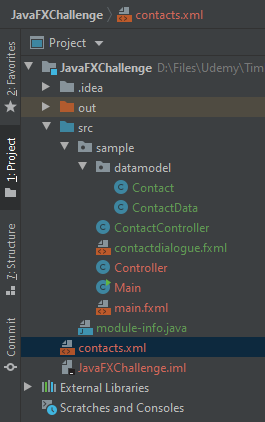 JavaFXChallenge
contacts.xml
2: Favorites
1: Project
7: Structure
Commit
Project
JavaFXChallenge D:\Files\Udemy\Tim
.idea
out
src
sample
datamodel
Contact
ContactData
ContactController
contactdialogue.fxml
Controller
Main
main.fxml
module-info.java
contacts.xml
JavaFXChallenge.iml
External Libraries
Scratches and Consoles